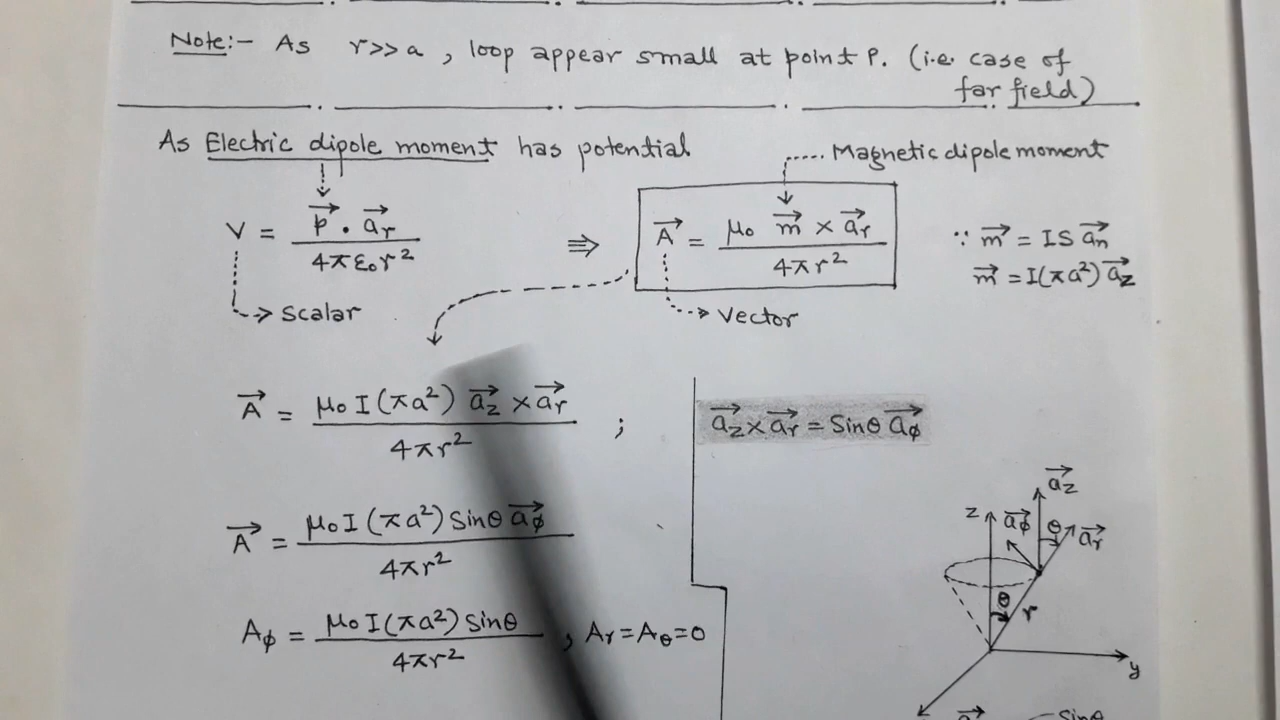 Note:- As r>>a , loop appear small at point P. (i.e. case of
far field)
As Electric dipole moment has potential
Magnetic dipole moment
V = p⃗ . a⃗r / 4πε₀r² ⇒ A⃗ = μ₀ m⃗ × a⃗r / 4πr² ∵ m⃗ = IS a⃗n
m⃗ = I(πa²) a⃗z
Scalar
Vector
A⃗ = μ₀ I (πa²) a⃗z × a⃗r / 4πr² ; a⃗z × a⃗r = Sinθ a⃗ϕ
A⃗ = μ₀ I (πa²) Sinθ a⃗ϕ / 4πr²
Aϕ = μ₀ I (πa²) Sinθ / 4πr² , Ar = Aθ = 0
a⃗z
z a⃗ϕ θ a⃗r
θ r
y
Sinθ